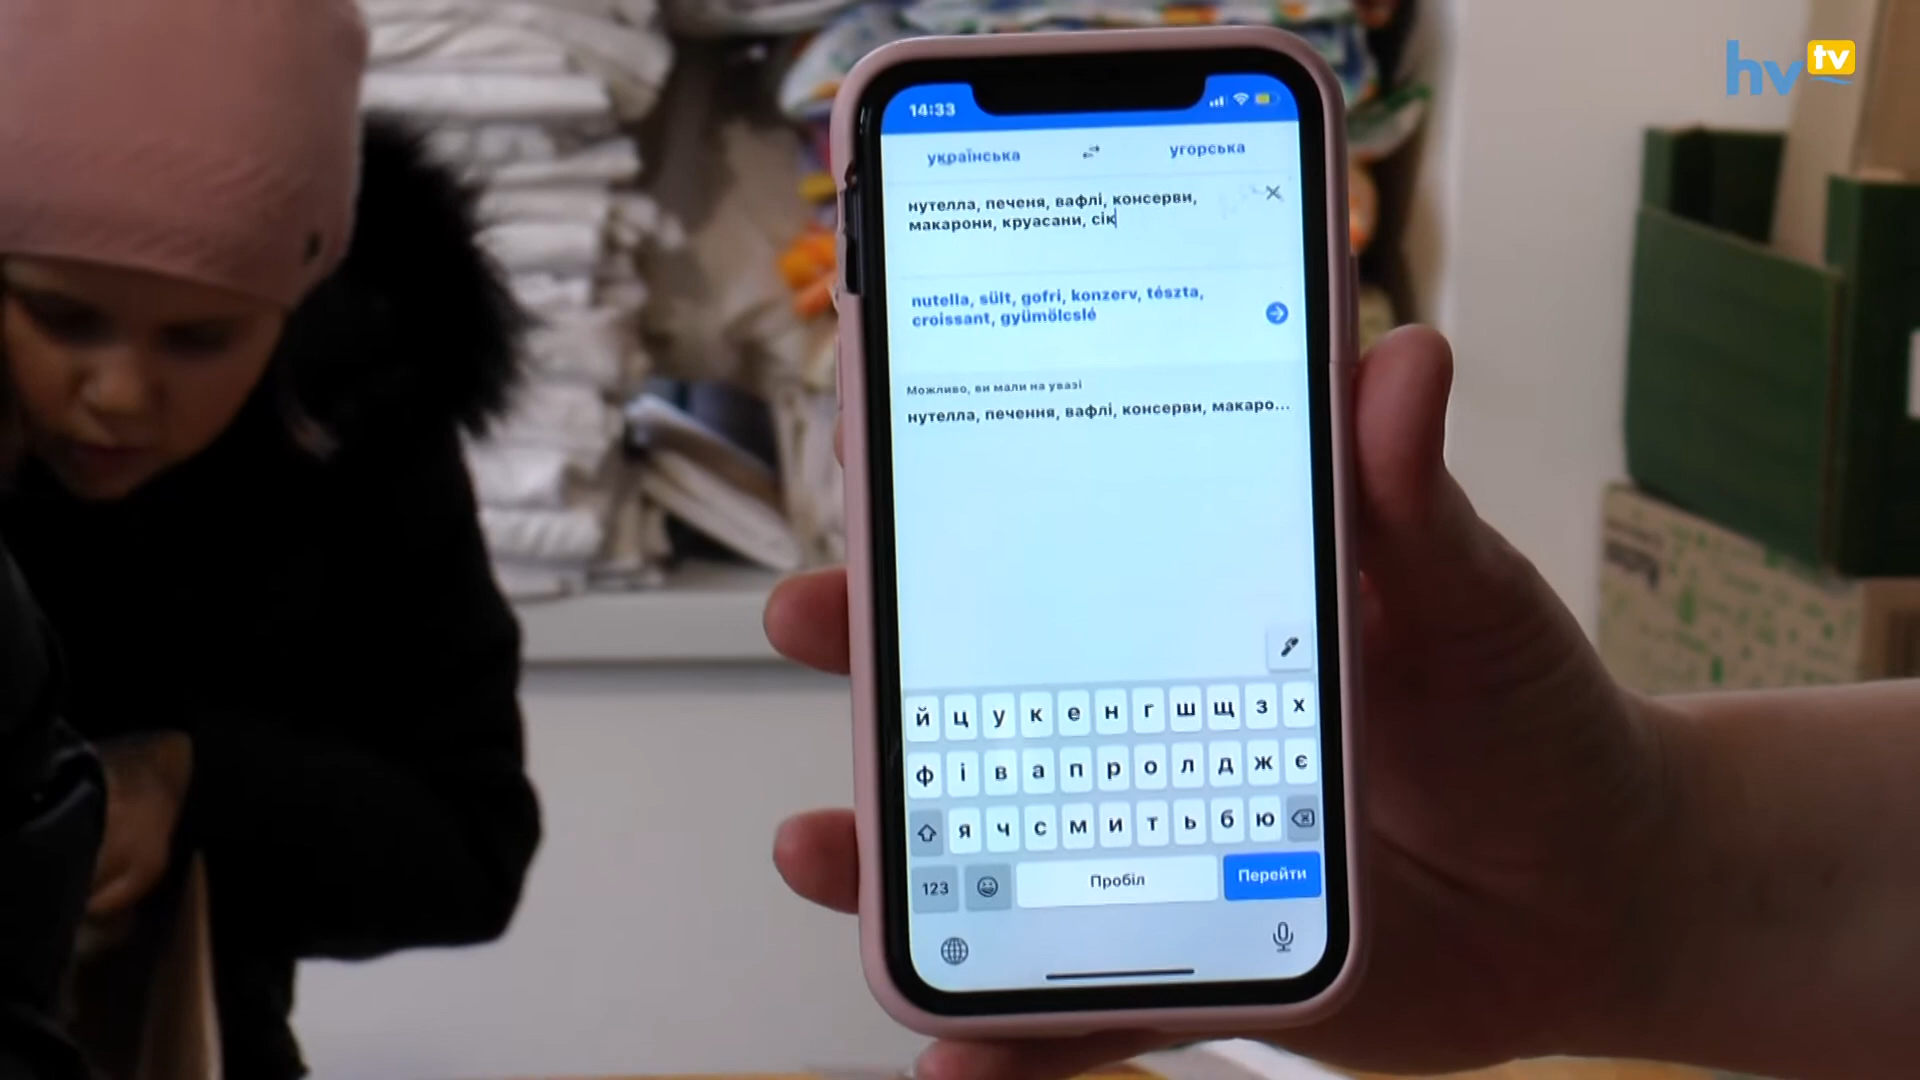 hv tv
14:33
українська
угорська
нутелла, печеня, вафлі, консерви,
макарони, круасани, сік
nutella, sült, gofri, konzerv, tészta,
croissant, gyümölcslé
Можливо, ви мали на увазі
нутелла, печення, вафлі, консерви, макаро...
й ц у к е н г ш щ з х
ф і в а п р о л д ж є
я ч с м и т ь б ю
123
Пробіл
Перейти